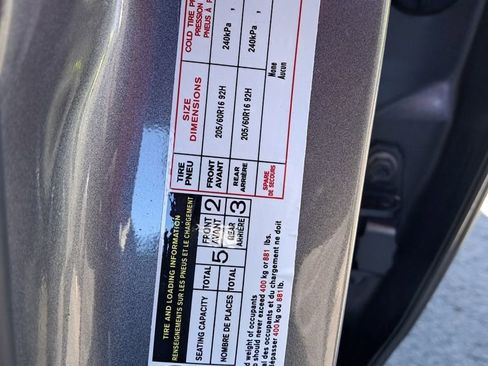 TIRE AND LOADING INFORMATION
RENSEIGNEMENTS SUR LES PNEUS ET LE CHARGEMENT
SEATING CAPACITY TOTAL 5 FRONT 2 REAR 3
NOMBRE DE PLACES TOTAL AVANT ARRIÈRE
weight of occupants
should never exceed 400 kg or 881 lbs.
des occupants et du chargement ne doit
dépasser 400 kg ou 881 lb.
TIRE SIZE COLD TIRE
PNEU DIMENSIONS PRESSION
PNEUS À
FRONT 205/60R16 92H 240kPa ,
AVANT
REAR 205/60R16 92H 240kPa ,
ARRIÈRE
SPARE None
DE SECOURS Aucun